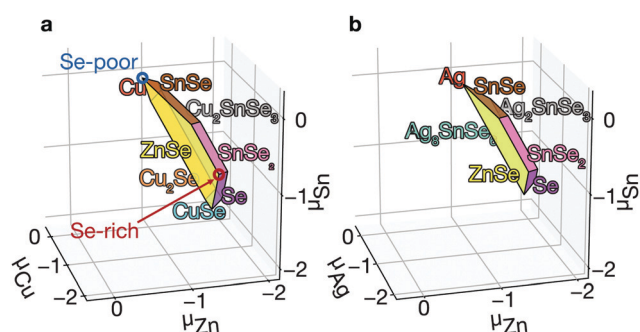 a
Se-poor
Cu
SnSe
Cu₂SnSe₃
ZnSe
SnSe₂
Cu₂Se
Se
CuSe
Se-rich
0
-1
-2
μSn
0
-1
-2
μCu
0
-1
-2
μZn
b
Ag
SnSe
Ag₂SnSe₃
Ag₈SnSe₆
SnSe₂
ZnSe
Se
0
-1
-2
μSn
0
-1
-2
μAg
0
-1
-2
μZn